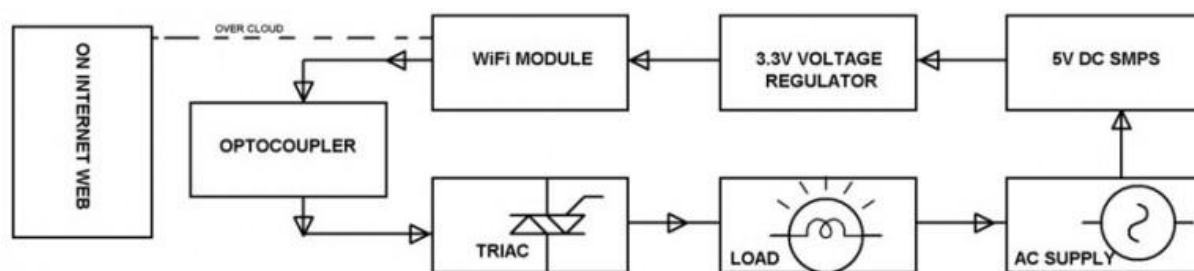 ON INTERNET WEB
OVER CLOUD
WiFi MODULE
3.3V VOLTAGE
REGULATOR
5V DC SMPS
OPTOCOUPLER
TRIAC
LOAD
AC SUPPLY